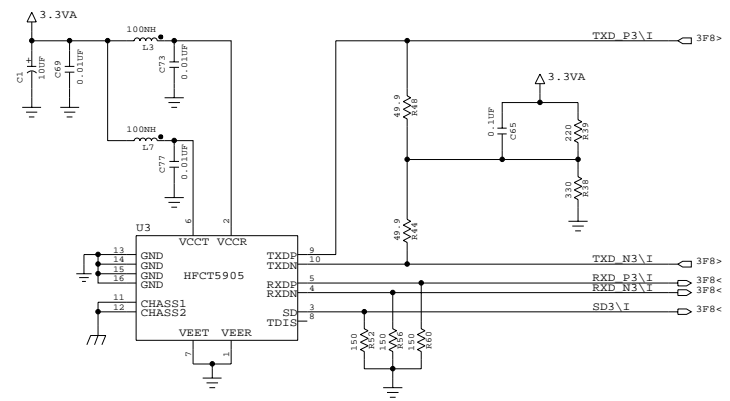 3.3VA
100NH
L3
C1
10UF
C69
0.01UF
C73
0.01UF
100NH
L7
C77
0.01UF
TXD_P3\I
3F8>
3.3VA
49.9
R48
0.1UF
C65
220
R39
330
R38
49.9
R44
U3
6
2
VCCT VCCR
13 GND
14 GND
15 GND
16 GND
HFCT5905
11 CHASS1
12 CHASS2
TXDP 9
TXDN 10
RXDP 5
RXDN 4
SD 3
TDIS 8
VEET VEER
7
1
TXD_N3\I
3F8>
RXD_P3\I
3F8<
RXD_N3\I
3F8<
SD3\I
3F8<
150
R52
150
R56
150
R60